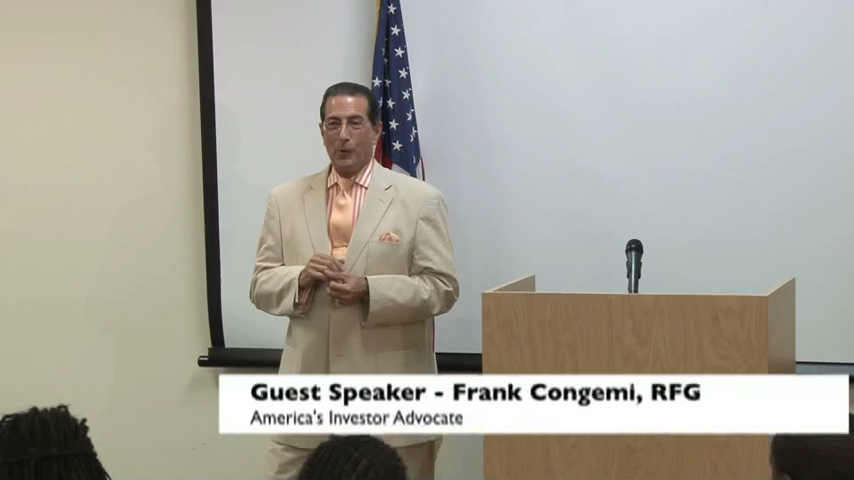 Guest Speaker - Frank Congemi, RFG
America's Investor Advocate